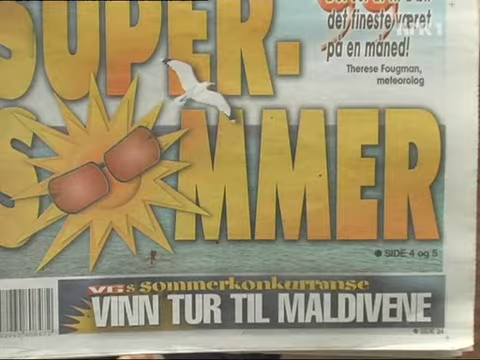 det fineste været
på en måned!
NRK1
Therese Fougman,
meteorolog
SUPER-
SOMMER
SIDE 4 og 5
VGs sommerkonkurranse
VINN TUR TIL MALDIVENE
SIDE 24